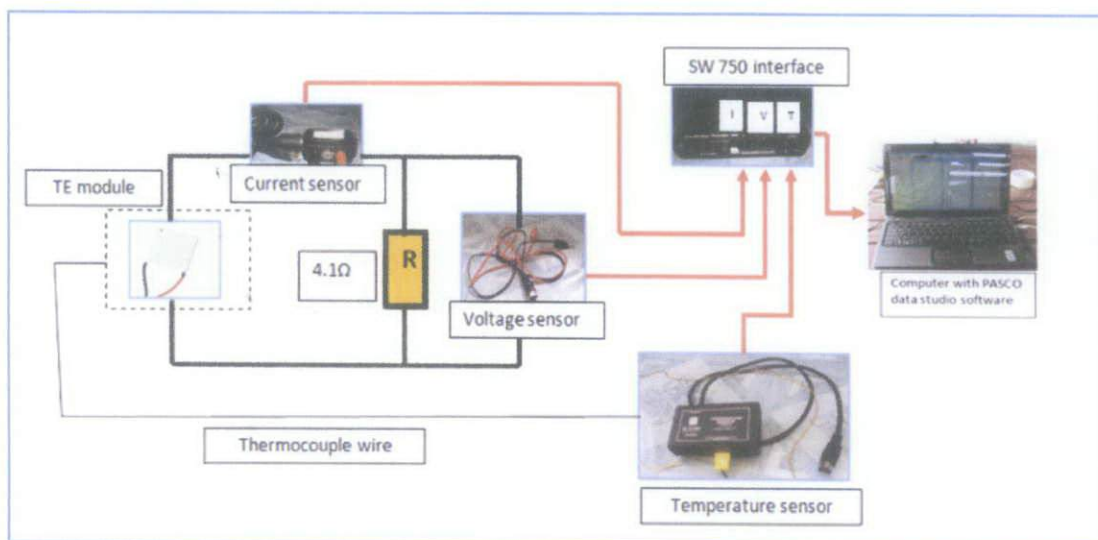 SW 750 interface
I V T
TE module
Current sensor
4.1Ω
R
Voltage sensor
Computer with PASCO
data studio software
Thermocouple wire
Temperature sensor